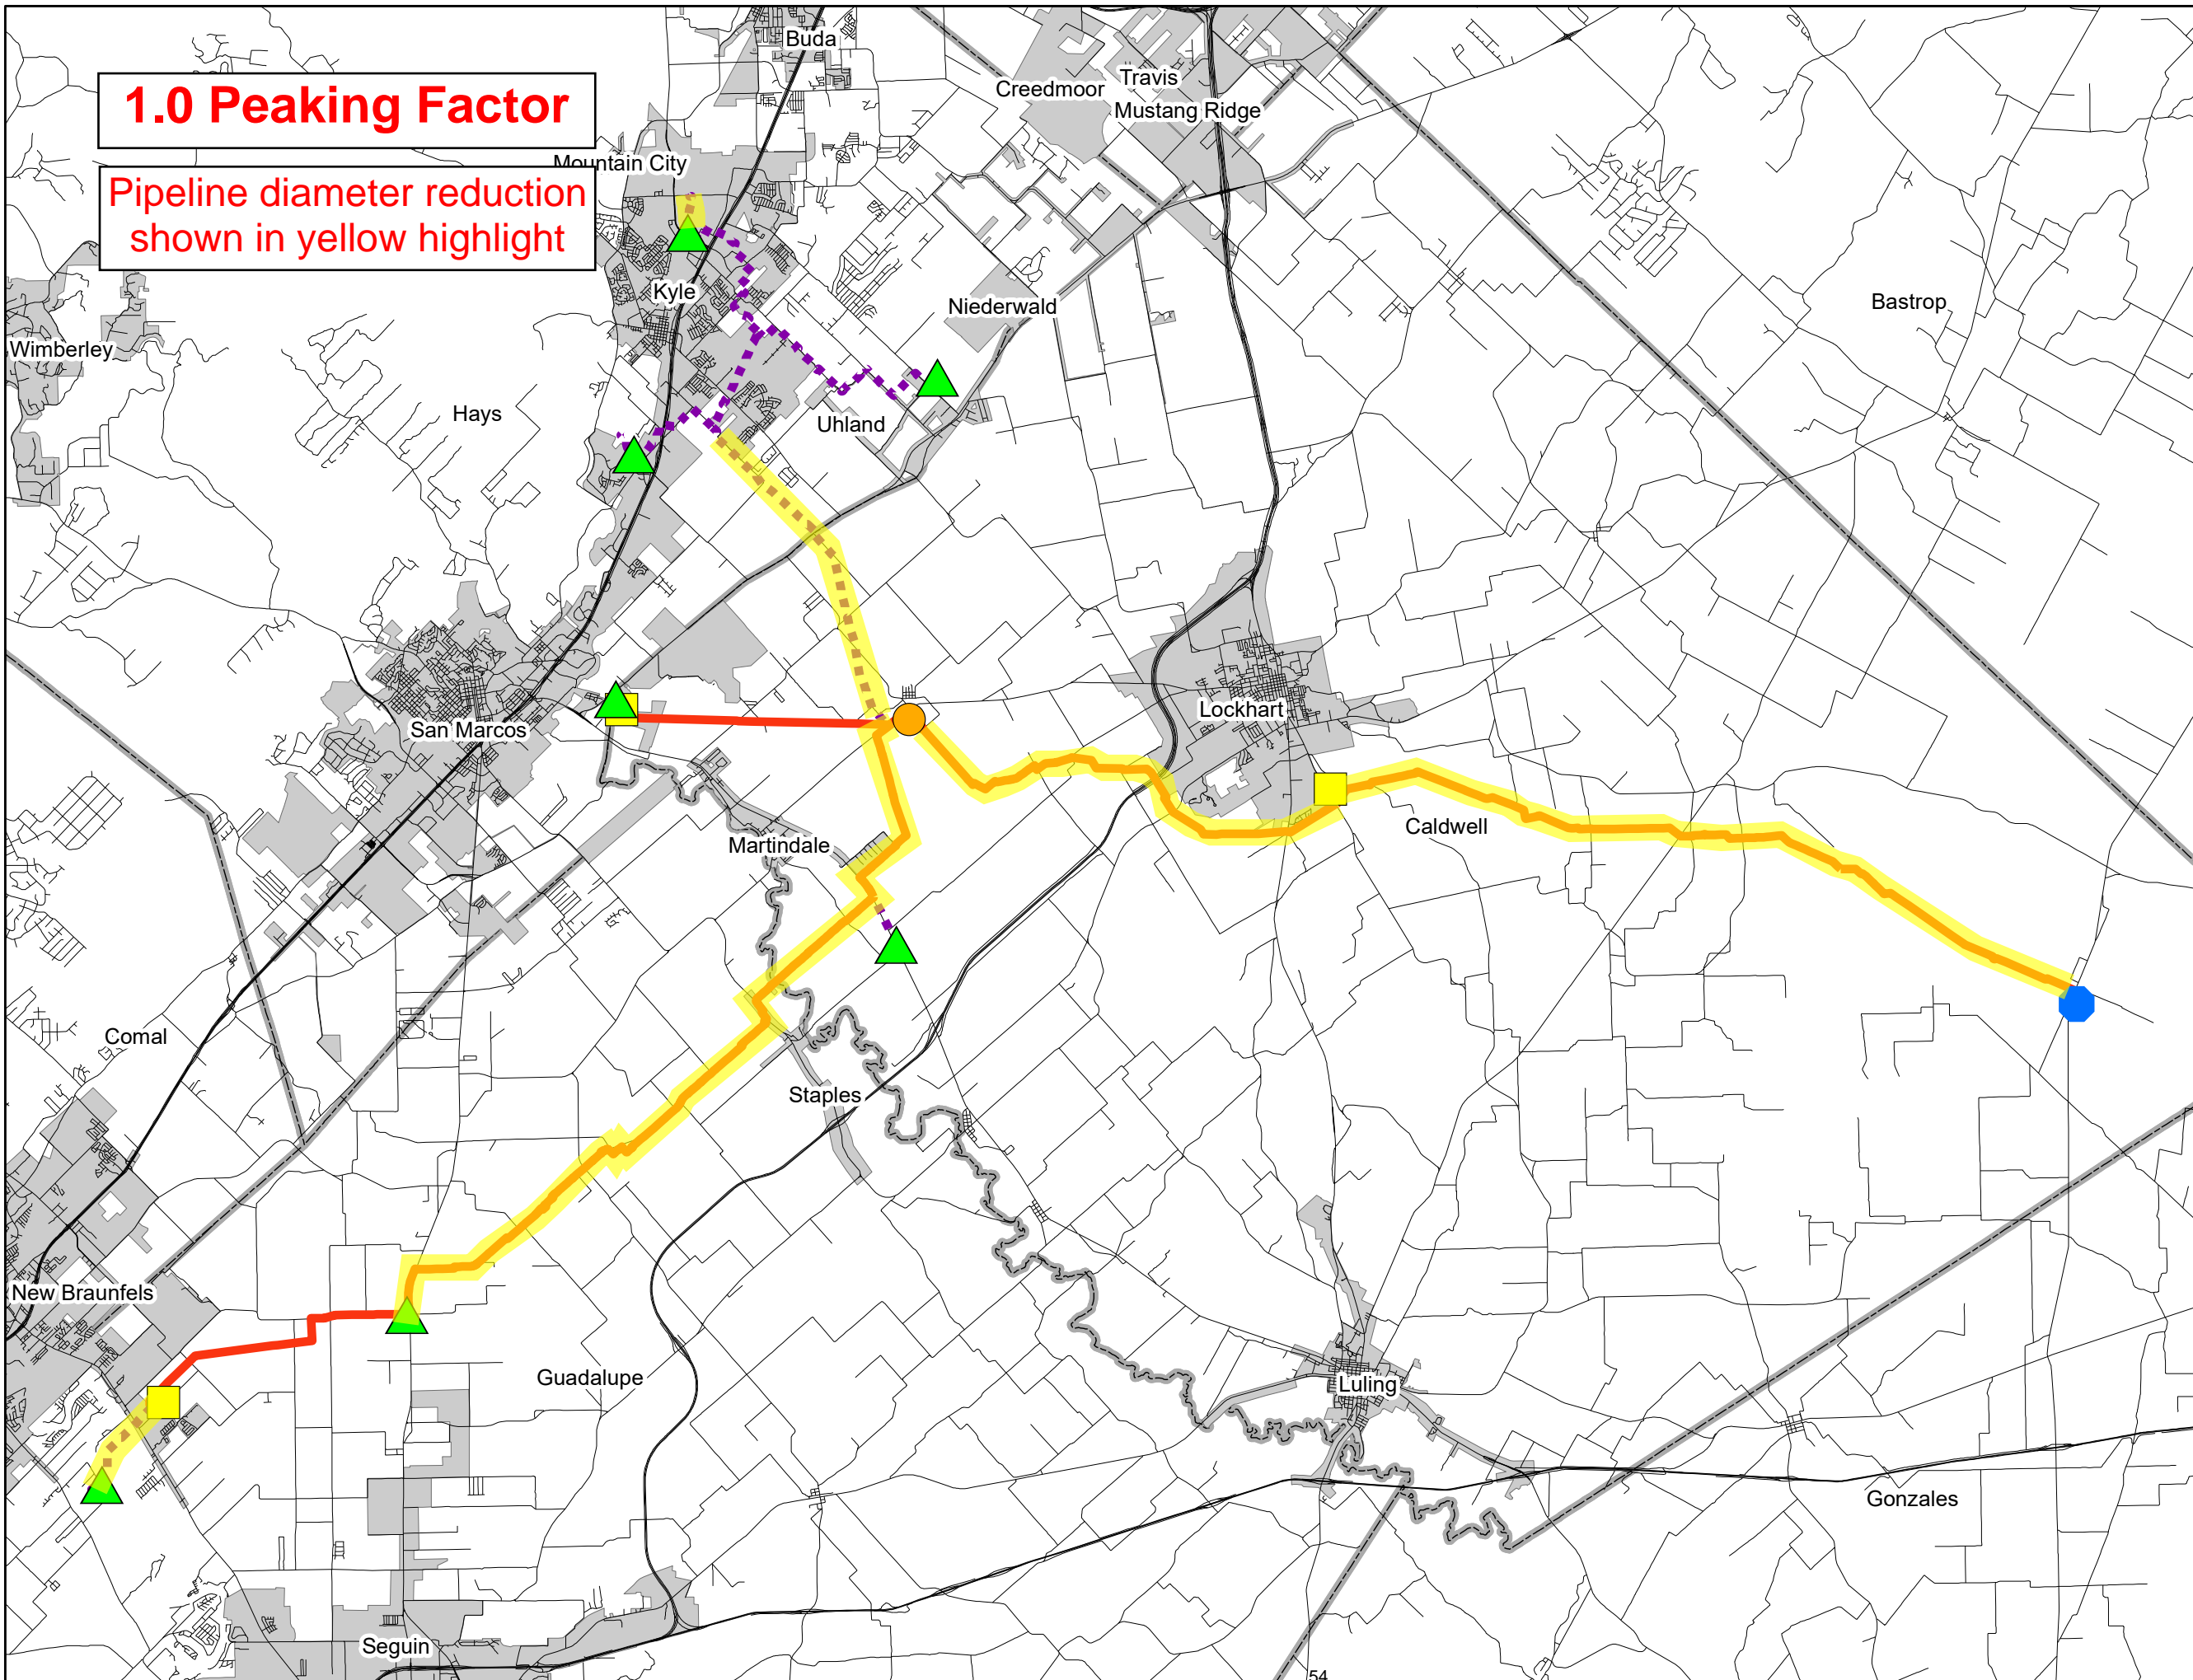 Buda
1.0 Peaking Factor
Travis
Creedmoor
Mustang Ridge
Mountain City
Pipeline diameter reduction
shown in yellow highlight
Kyle
Niederwald
Bastrop
Wimberley
Hays
Uhland
San Marcos
Lockhart
Caldwell
Martindale
Comal
Staples
New Braunfels
Guadalupe
Luling
Gonzales
Seguin
54